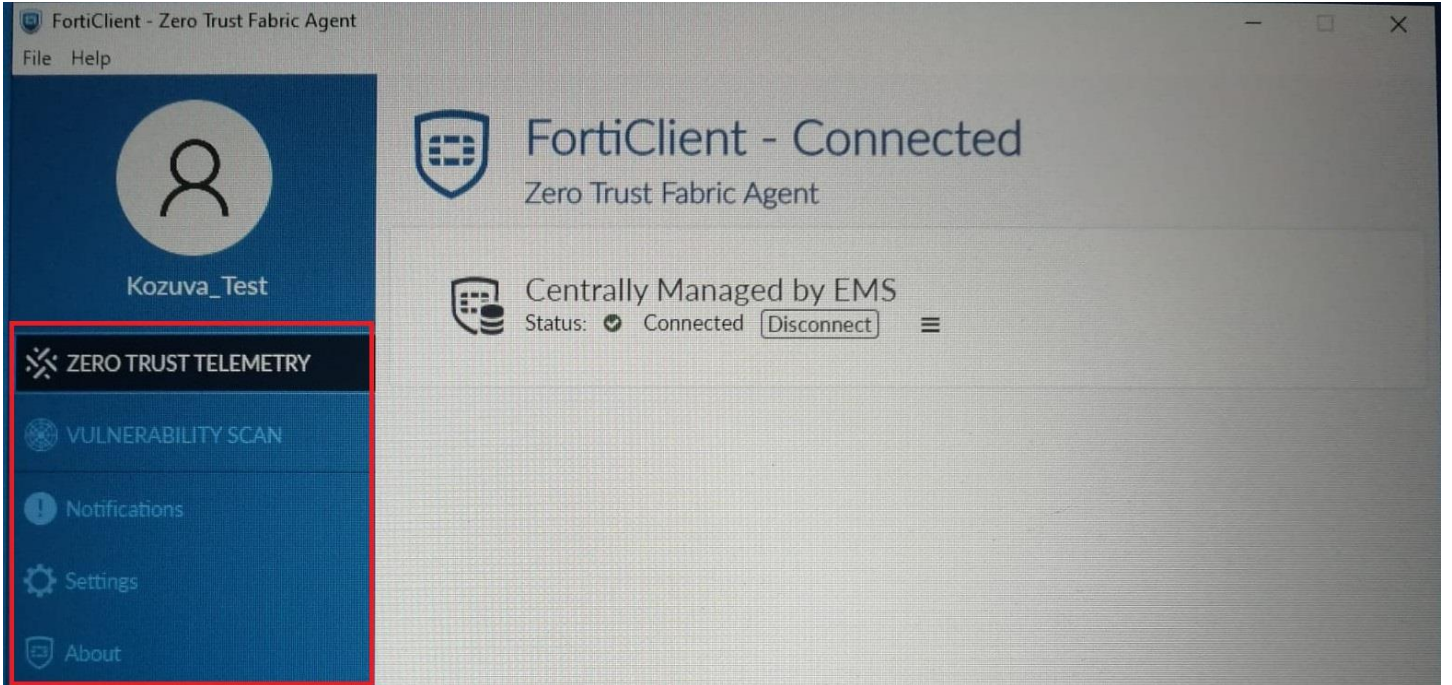 FortiClient - Zero Trust Fabric Agent
File Help
Kozuva_Test
ZERO TRUST TELEMETRY
VULNERABILITY SCAN
Notifications
Settings
About
FortiClient - Connected
Zero Trust Fabric Agent
Centrally Managed by EMS
Status: Connected Disconnect